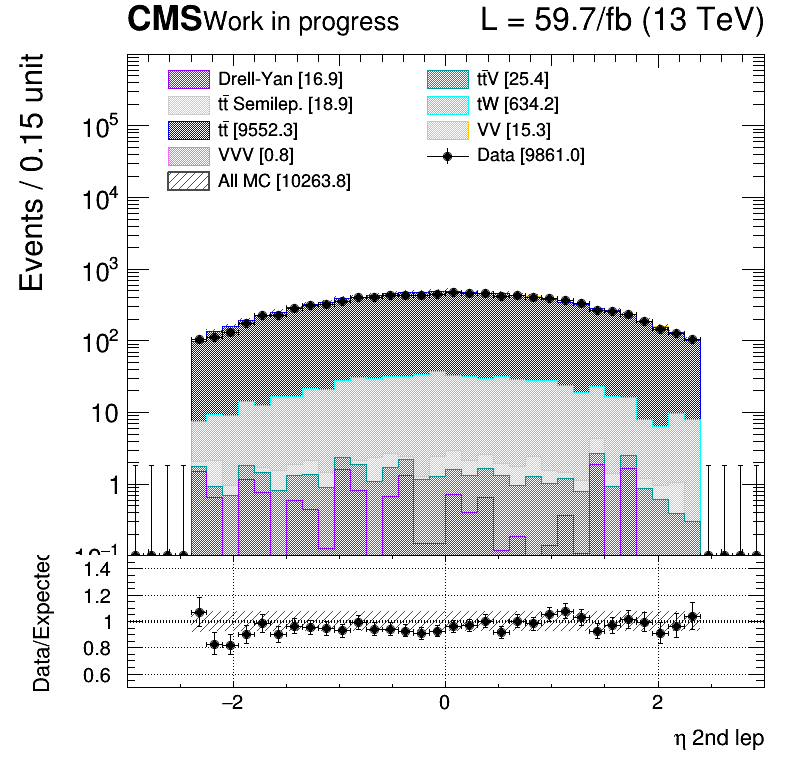 CMS Work in progress L = 59.7/fb (13 TeV)
Drell-Yan [16.9] tt̄V [25.4]
tt̄ Semilep. [18.9] tW [634.2]
tt̄ [9552.3] VV [15.3]
VVV [0.8] Data [9861.0]
All MC [10263.8]
Events / 0.15 unit
10⁵
10⁴
10³
10²
10
1
10⁻¹
Data/Expected
1.4
1.2
1
0.8
0.6
−2 0 2
η 2nd lep